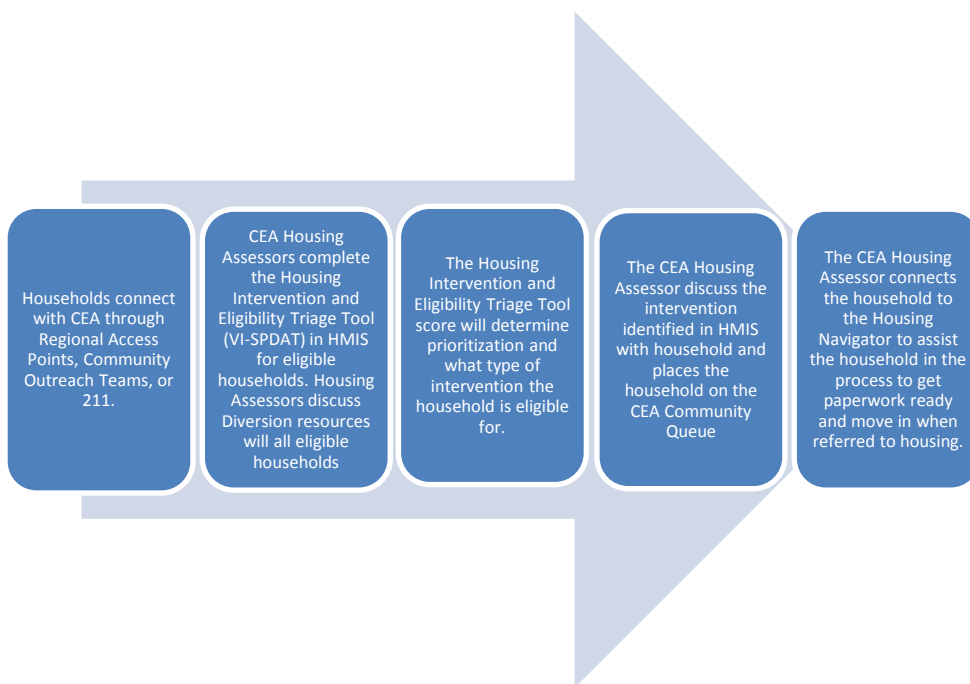 Households connect
with CEA through
Regional Access
Points, Community
Outreach Teams, or
211.
CEA Housing
Assessors complete
the Housing
Intervention and
Eligibility Triage Tool
(VI-SPDAT) in HMIS
for eligible
households. Housing
Assessors discuss
Diversion resources
will all eligible
households
The Housing
Intervention and
Eligibility Triage Tool
score will determine
prioritization and
what type of
intervention the
household is eligible
for.
The CEA Housing
Assessor discuss the
intervention
identified in HMIS
with household and
places the
household on the
CEA Community
Queue
The CEA Housing
Assessor connects
the household to
the Housing
Navigator to assist
the household in the
process to get
paperwork ready
and move in when
referred to housing.